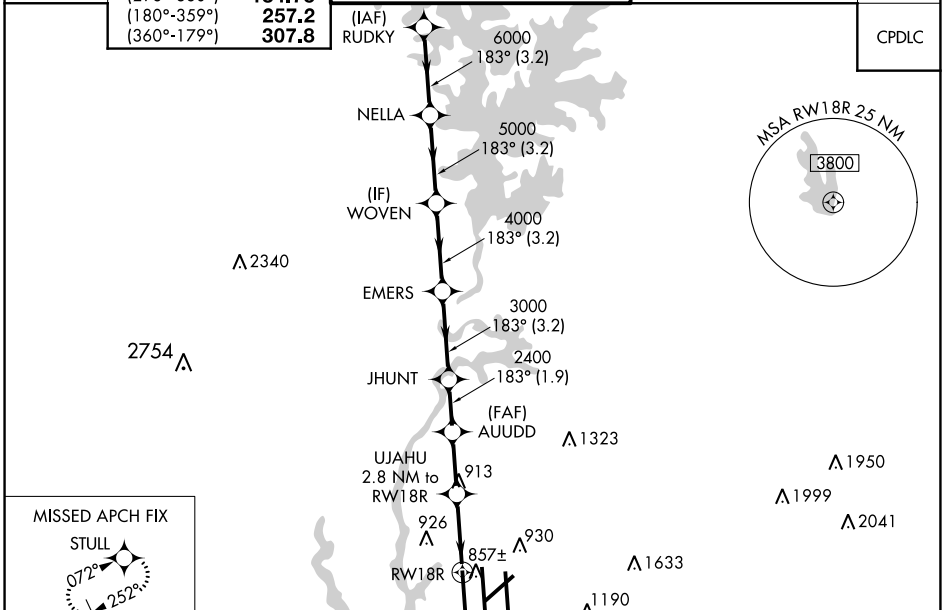 (180°-359°) 257.2
(360°-179°) 307.8
(IAF)
RUDKY
6000
183° (3.2)
CPDLC
NELLA
5000
183° (3.2)
MSA RW18R 25 NM
3800
(IF)
WOVEN
4000
183° (3.2)
2340
EMERS
3000
183° (3.2)
2754
2400
183° (1.9)
JHUNT
(FAF)
AUUDD
1323
UJAHU
2.8 NM to
RW18R
913
1950
1999
2041
MISSED APCH FIX
STULL
072°
252°
926
930
857±
RW18R
1633
1190